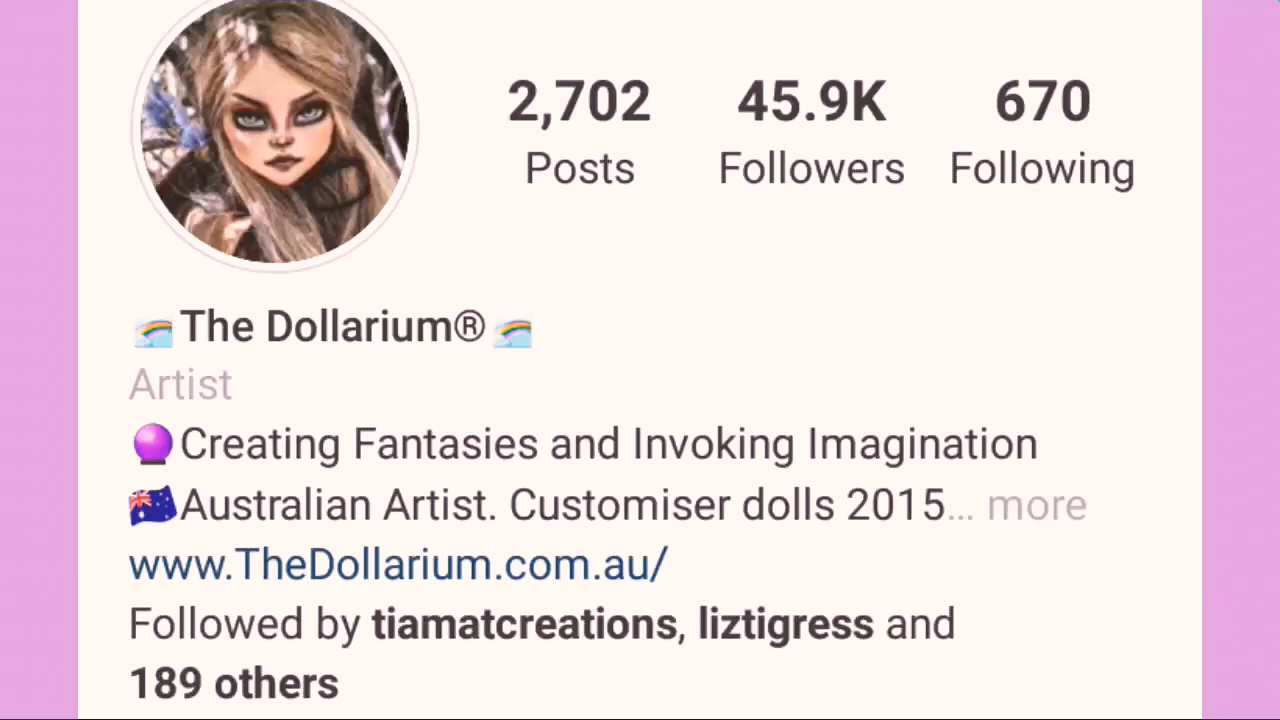 2,702 45.9K 670
Posts Followers Following
The Dollarium®
Artist
Creating Fantasies and Invoking Imagination
Australian Artist. Customiser dolls 2015... more
www.TheDollarium.com.au/
Followed by tiamatcreations, liztigress and
189 others